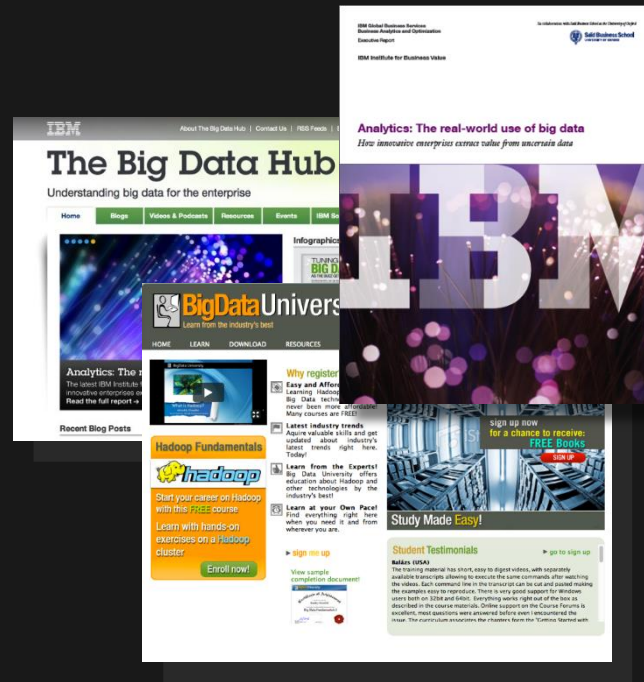 IBM Global Business Services
Business Analytics and Optimization
Executive Report
IBM Institute for Business Value
Saïd Business School
UNIVERSITY OF OXFORD
Analytics: The real-world use of big data
How innovative enterprises extract value from uncertain data
IBM
IBM
About The Big Data Hub | Contact Us | RSS Feeds |
The Big Data Hub
Understanding big data for the enterprise
Home Blogs Videos & Podcasts Resources Events IBM So
Infographics
TUNING
BIG D
Analytics: The r
The latest IBM Institute
innovative enterprises e
Read the full report
Recent Blog Posts
BigData Univers
Learn from the industry's best
HOME LEARN DOWNLOAD RESOURCES
Why register
Easy and Affor
Learning Hadoop
Big Data techn
never been more affordable!
Many courses are FREE!
Latest industry trends
Aquire valuable skills and get
updated about industry's
latest trends right here.
Today!
Learn from the Experts!
Big Data University offers
education about Hadoop and
other technologies by the
industry's best!
Learn at your Own Pace!
Find everything right here
when you need it and from
wherever you are.
sign me up
View sample
completion document!
Hadoop Fundamentals
hadoop
Start your career on Hadoop
with this FREE course
Learn with hands-on
exercises on a Hadoop
cluster
Enroll now!
sign up now
for a chance to receive:
FREE Books
SIGN UP
Study Made Easy!
Student Testimonials
go to sign up
Balázs (USA)
The training material has short, easy to digest videos, with separately
available transcripts allowing to execute the same commands after watching
the videos. Each command line in the transcript can be cut and pasted making
the examples easy to reproduce. There is very good support for Windows
users both on 32bit and 64bit. Everything works right out of the box as
described in the course materials. Online support on the Course Forums is
excellent, most questions were answered before even I encountered the
issue. The curriculum associates the chapters from the "Getting Started with